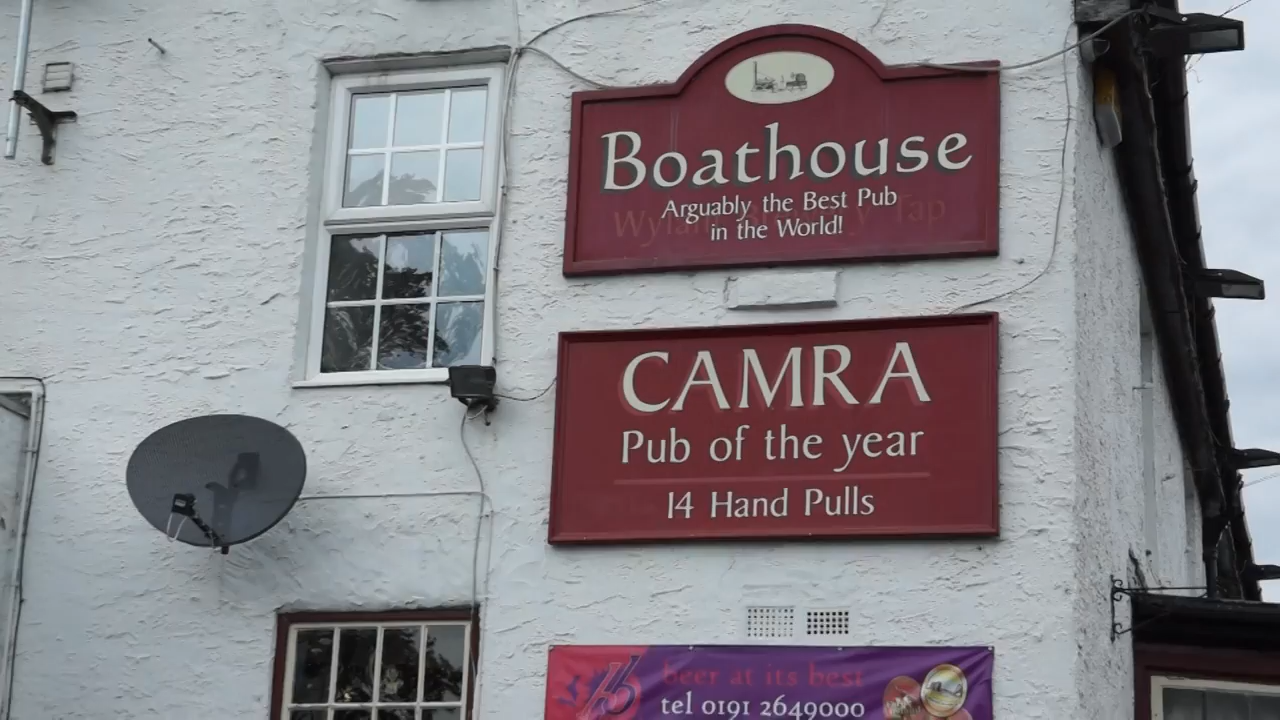 Boathouse
Arguably the Best Pub
in the World!
CAMRA
Pub of the year
14 Hand Pulls
beer at its best
tel 0191 2649000